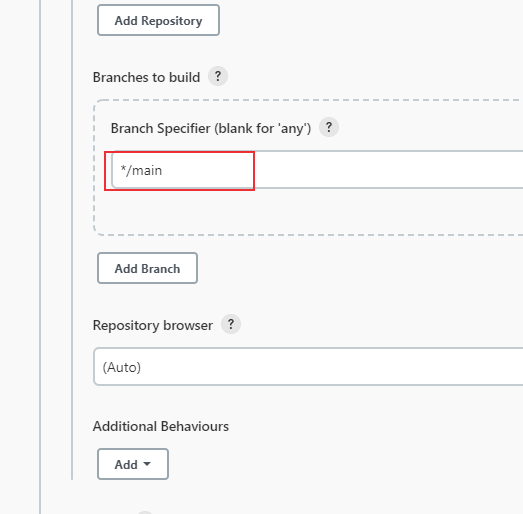 Add Repository
Branches to build ?
Branch Specifier (blank for 'any') ?
*/main
Add Branch
Repository browser ?
(Auto)
Additional Behaviours
Add